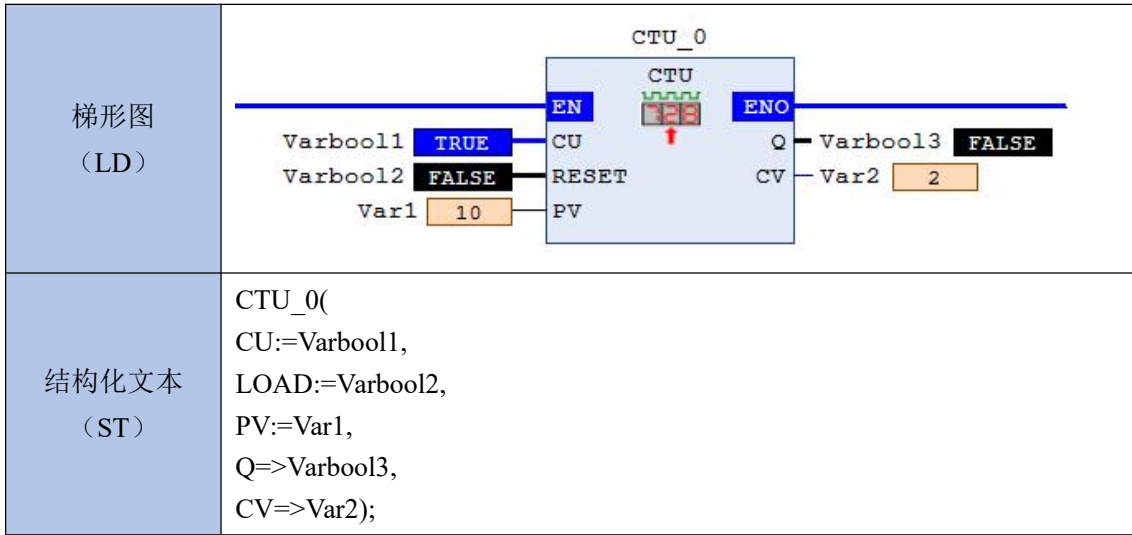 梯形图
（LD）
CTU_0
CTU
728
EN ENO
Varbool1 TRUE CU Q Varbool3 FALSE
Varbool2 FALSE RESET CV Var2 2
Var1 10 PV
结构化文本
（ST）
CTU_0(
CU:=Varbool1,
LOAD:=Varbool2,
PV:=Var1,
Q=>Varbool3,
CV=>Var2);